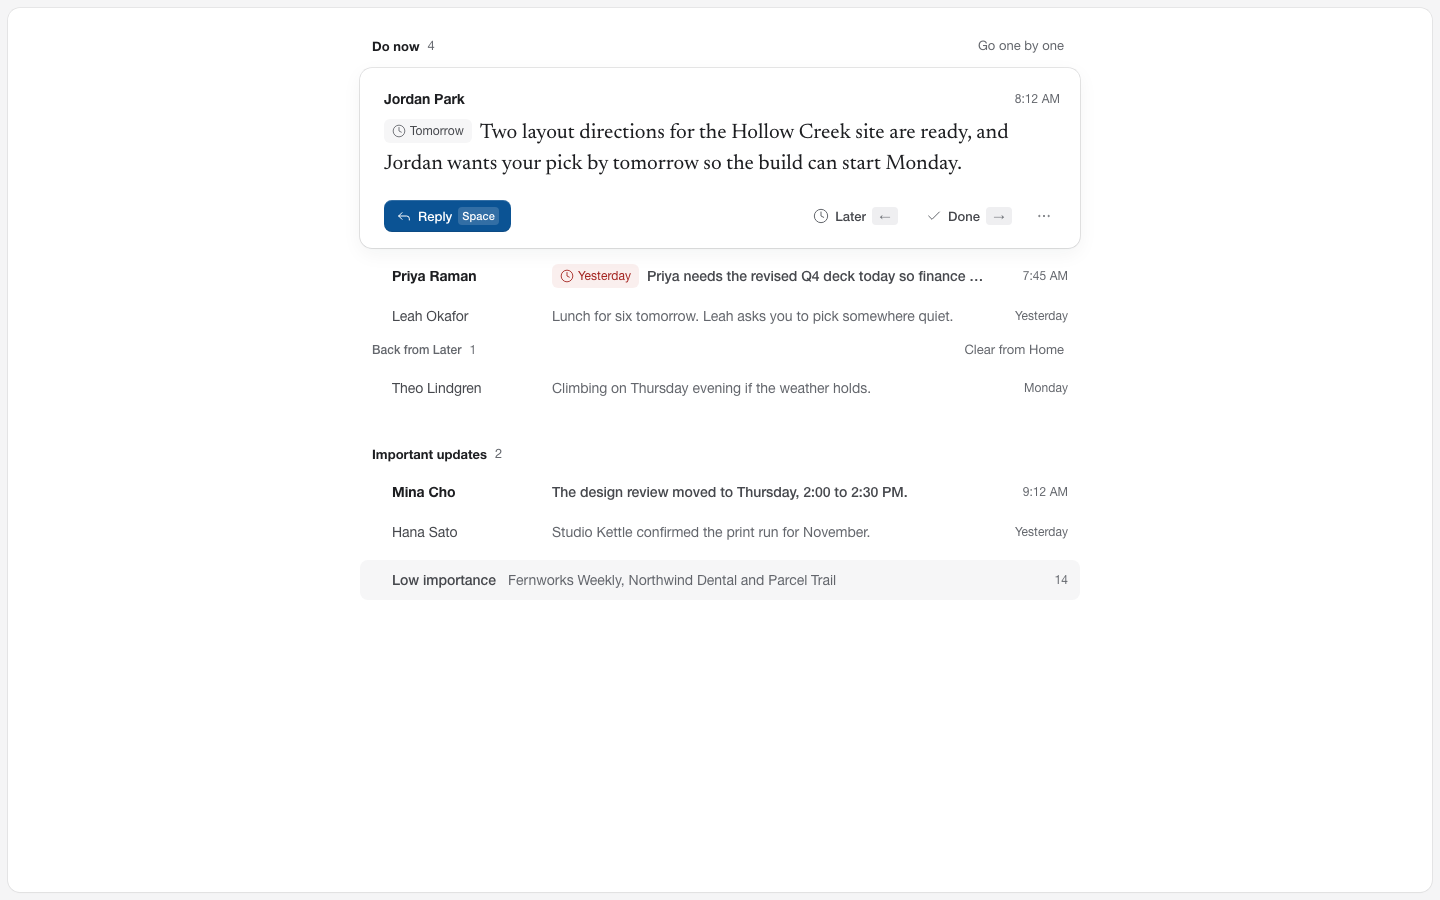 Do now 4 Go one by one
Jordan Park 8:12 AM
Tomorrow Two layout directions for the Hollow Creek site are ready, and
Jordan wants your pick by tomorrow so the build can start Monday.
Reply Space Later ← Done → ···
Priya Raman Yesterday Priya needs the revised Q4 deck today so finance ... 7:45 AM
Leah Okafor Lunch for six tomorrow. Leah asks you to pick somewhere quiet. Yesterday
Back from Later 1 Clear from Home
Theo Lindgren Climbing on Thursday evening if the weather holds. Monday
Important updates 2
Mina Cho The design review moved to Thursday, 2:00 to 2:30 PM. 9:12 AM
Hana Sato Studio Kettle confirmed the print run for November. Yesterday
Low importance Fernworks Weekly, Northwind Dental and Parcel Trail 14